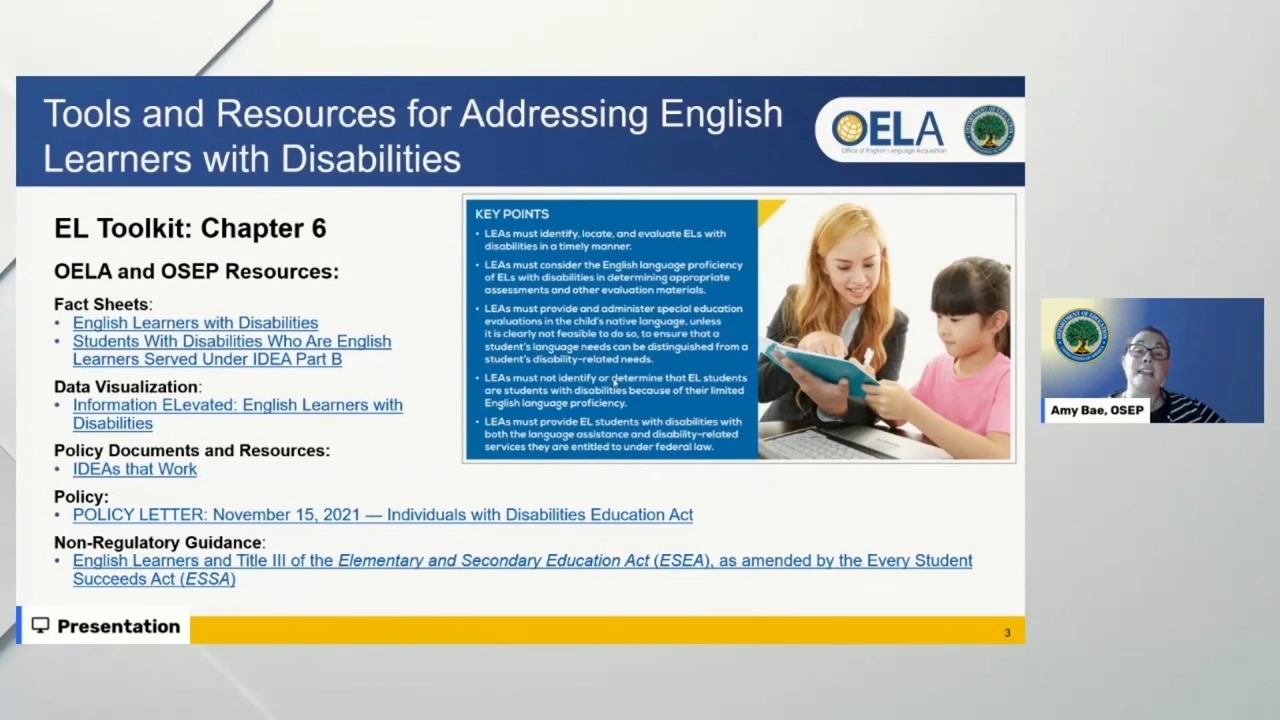 Tools and Resources for Addressing English
Learners with Disabilities
OELA
Office of English Language Acquisition
EL Toolkit: Chapter 6
OELA and OSEP Resources:
Fact Sheets:
• English Learners with Disabilities
• Students With Disabilities Who Are English
Learners Served Under IDEA Part B
Data Visualization:
• Information ELevated: English Learners with
Disabilities
Policy Documents and Resources:
• IDEAs that Work
Policy:
• POLICY LETTER: November 15, 2021 — Individuals with Disabilities Education Act
Non-Regulatory Guidance:
• English Learners and Title III of the Elementary and Secondary Education Act (ESEA), as amended by the Every Student
Succeeds Act (ESSA)
KEY POINTS
• LEAs must identify, locate, and evaluate ELs with
disabilities in a timely manner.
• LEAs must consider the English language proficiency
of ELs with disabilities in determining appropriate
assessments and other evaluation materials.
• LEAs must provide and administer special education
evaluations in the child's native language, unless
it is clearly not feasible to do so, to ensure that a
student's language needs can be distinguished from a
student's disability-related needs.
• LEAs must not identify or determine that EL students
are students with disabilities because of their limited
English language proficiency.
• LEAs must provide EL students with disabilities with
both the language assistance and disability-related
services they are entitled to under federal law.
Presentation
3
Amy Bae, OSEP